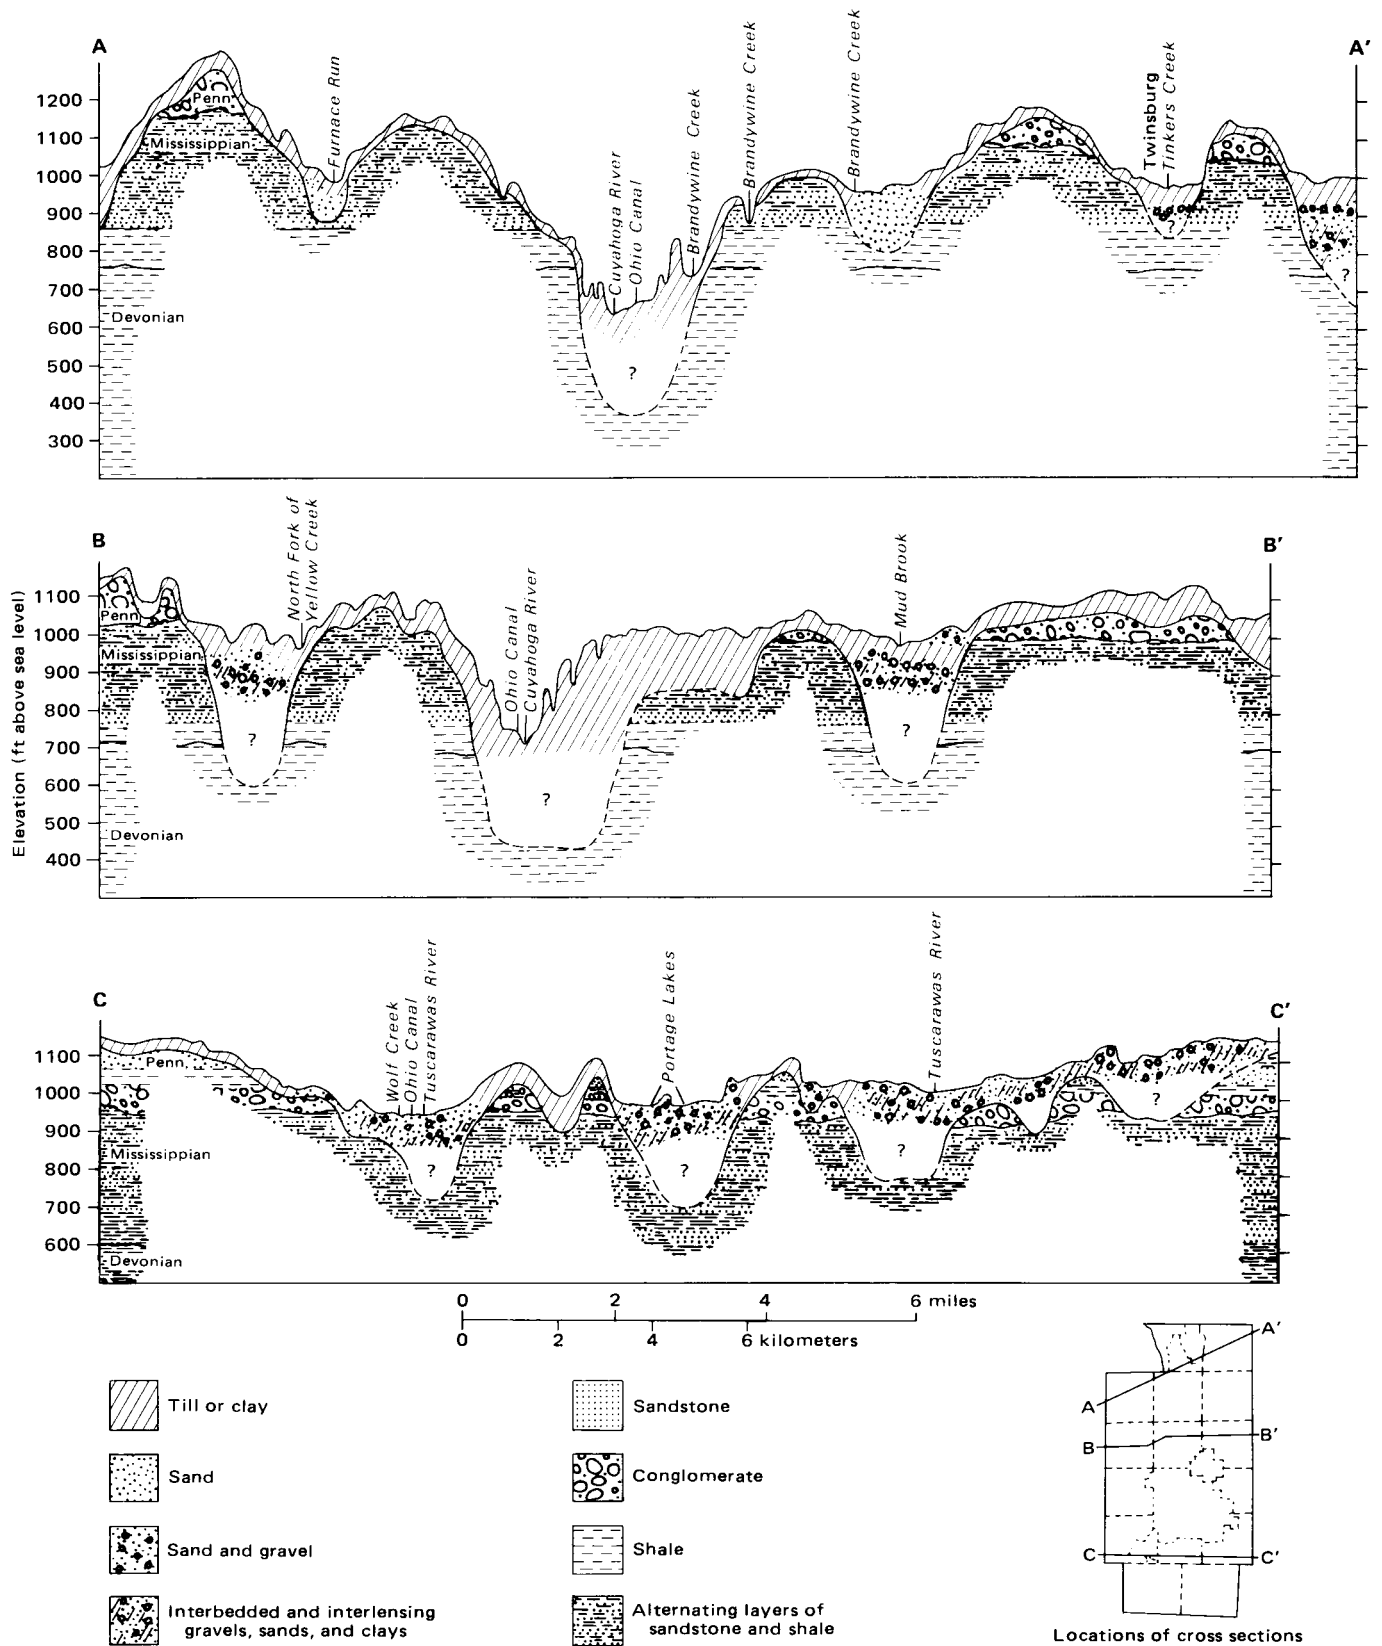 A
A'
Furnace Run
Cuyahoga River
Ohio Canal
Brandywine Creek
Brandywine Creek
Brandywine Creek
Twinsburg
Tinkers Creek
1200
1100
1000
900
800
700
600
500
400
300
Penn
Mississippian
Devonian
?
?
?
B
B'
North Fork of
Yellow Creek
Ohio Canal
Cuyahoga River
Mud Brook
Elevation (ft above sea level)
1100
1000
900
800
700
600
500
400
Penn
Mississippian
Devonian
?
?
?
C
C'
Wolf Creek
Ohio Canal
Tuscarawas River
Portage Lakes
Tuscarawas River
1100
1000
900
800
700
600
Penn.
Mississippian
Devonian
?
?
?
?
0 2 4 6 miles
0 2 4 6 kilometers
Till or clay
Sand
Sand and gravel
Interbedded and interlensing
gravels, sands, and clays
Sandstone
Conglomerate
Shale
Alternating layers of
sandstone and shale
A
A'
B
B'
C
C'
Locations of cross sections